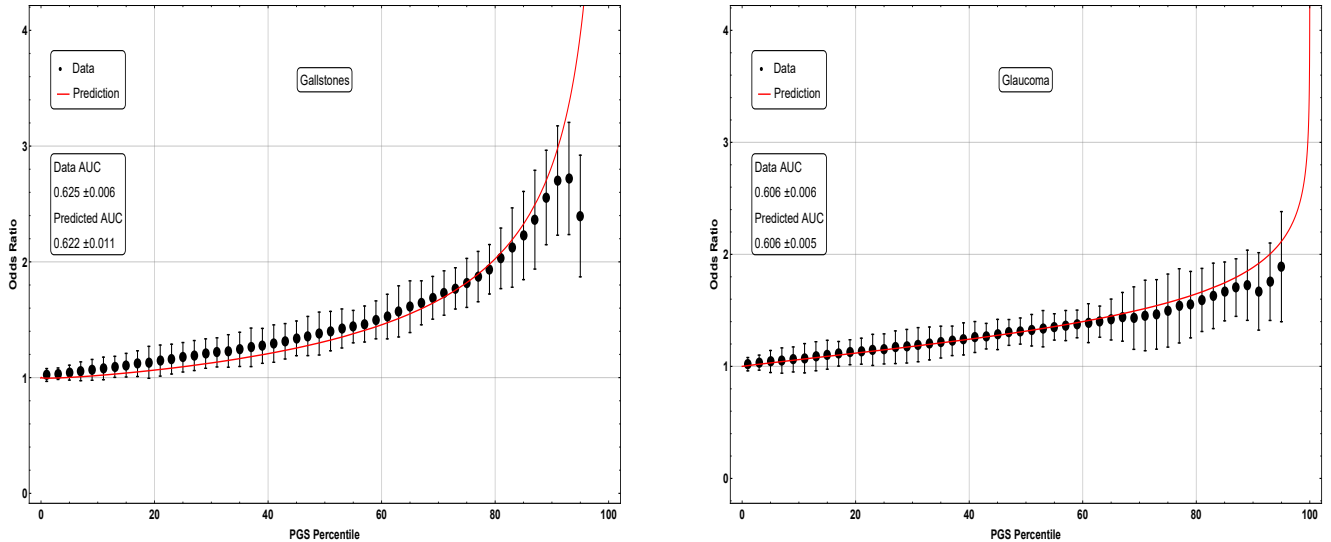 4
Data
Prediction
Gallstones
3
Data AUC
0.625 ±0.006
Predicted AUC
0.622 ±0.011
2
1
0
Odds Ratio
0 20 40 60 80 100
PGS Percentile
4
Data
Prediction
Glaucoma
3
Data AUC
0.606 ±0.006
Predicted AUC
0.606 ±0.005
2
1
0
Odds Ratio
0 20 40 60 80 100
PGS Percentile